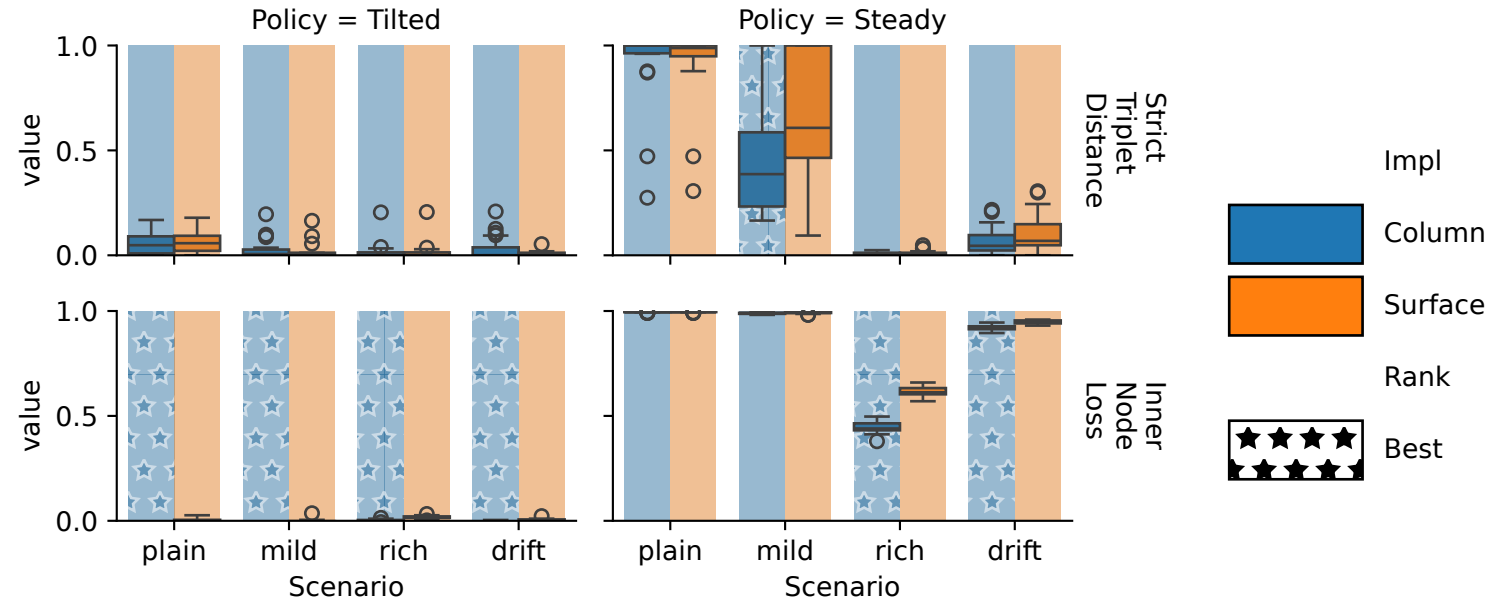 Policy = Tilted
Policy = Steady
value
1.0
0.5
0.0
Strict
Triplet
Distance
value
1.0
0.5
0.0
Inner
Node
Loss
plain
mild
rich
drift
Scenario
plain
mild
rich
drift
Scenario
Impl
Column
Surface
Rank
Best